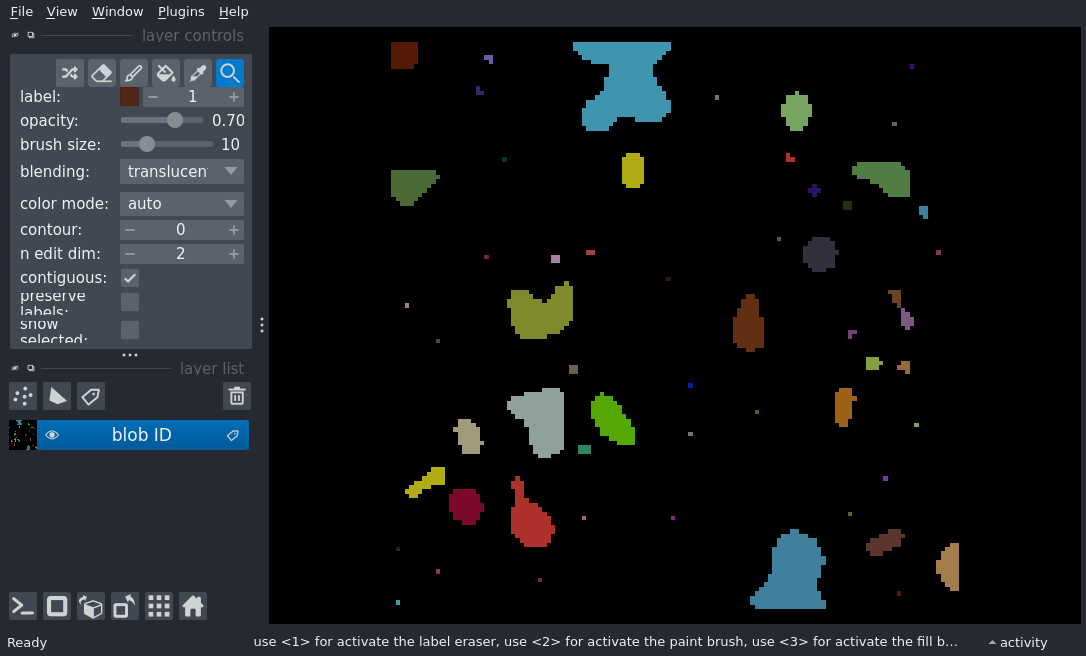 File View Window Plugins Help
layer controls
label: 1
opacity: 0.70
brush size: 10
blending: translucen
color mode: auto
contour: 0
n edit dim: 2
contiguous:
preserve
labels:
show
selected:
layer list
blob ID
Ready use <1> for activate the label eraser, use <2> for activate the paint brush, use <3> for activate the fill b... activity